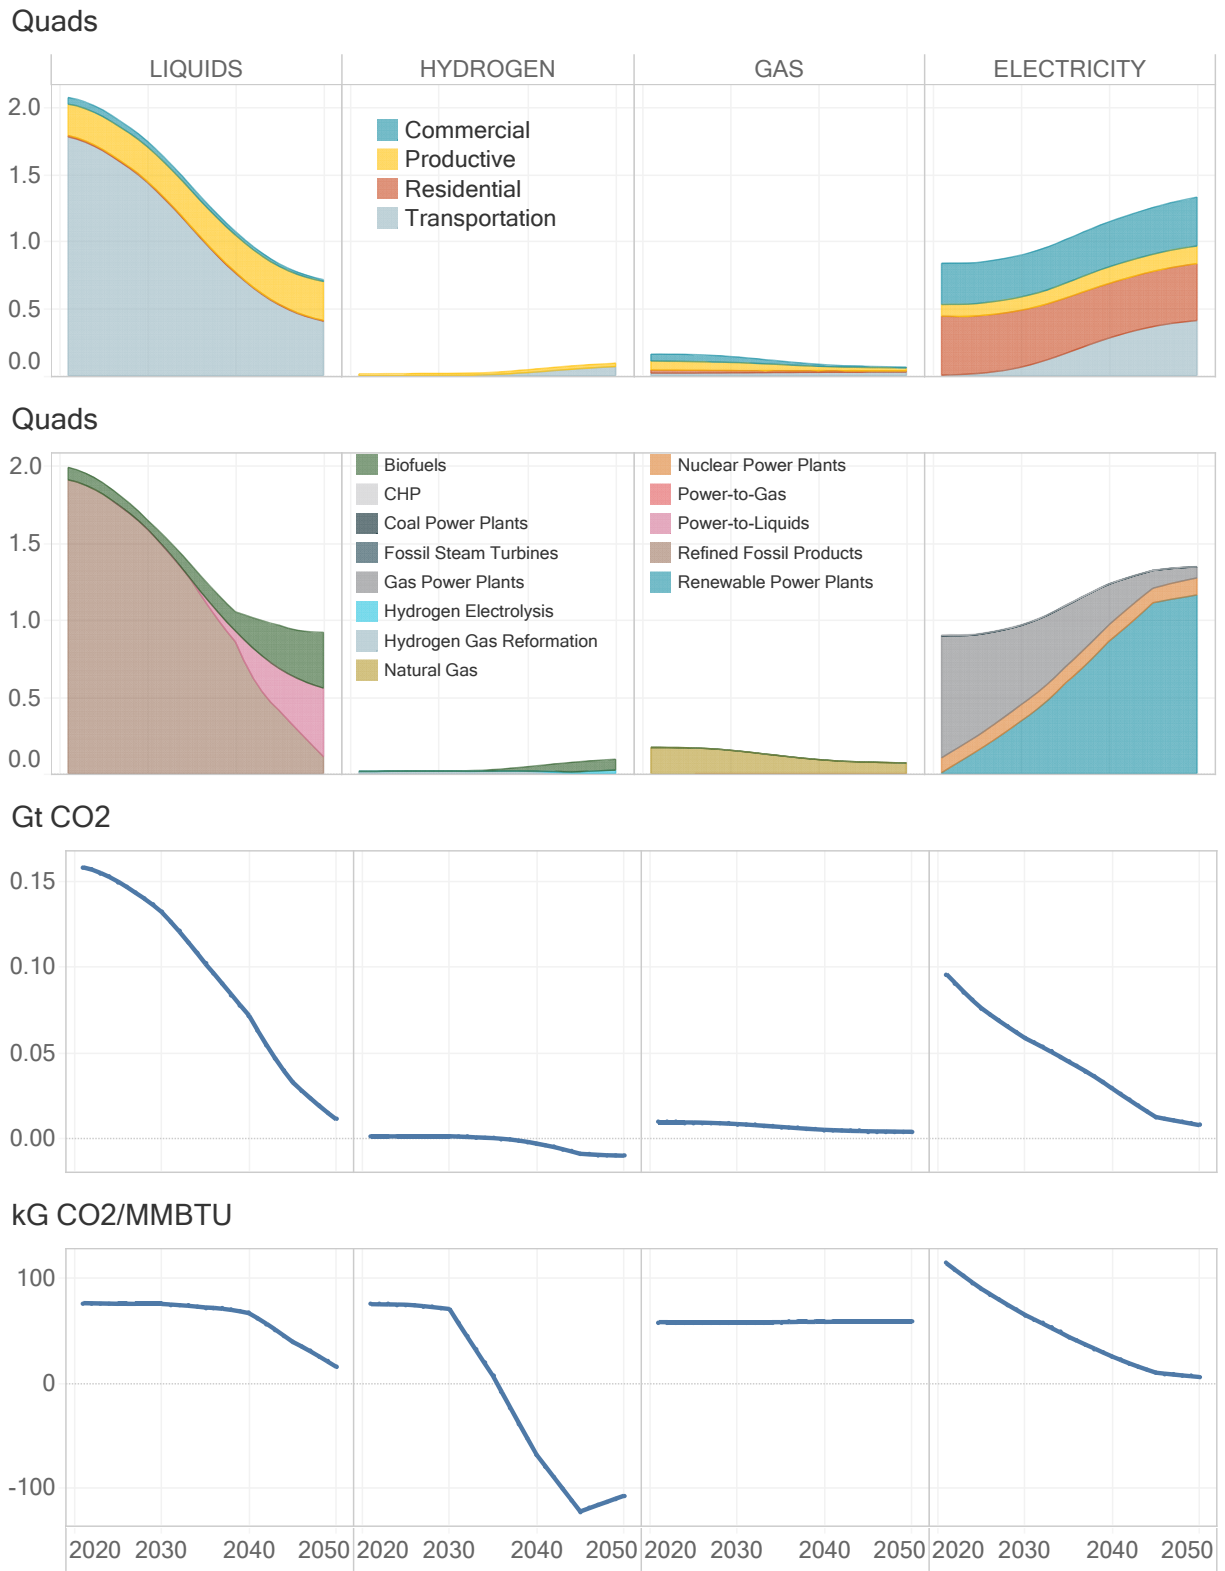 Quads
LIQUIDS HYDROGEN GAS ELECTRICITY
2.0
1.5
1.0
0.5
0.0
Commercial
Productive
Residential
Transportation
Quads
2.0
1.5
1.0
0.5
0.0
Biofuels
CHP
Coal Power Plants
Fossil Steam Turbines
Gas Power Plants
Hydrogen Electrolysis
Hydrogen Gas Reformation
Natural Gas
Nuclear Power Plants
Power-to-Gas
Power-to-Liquids
Refined Fossil Products
Renewable Power Plants
Gt CO2
0.15
0.10
0.05
0.00
kG CO2/MMBTU
100
0
-100
2020 2030 2040 2050 2020 2030 2040 2050 2020 2030 2040 2050 2020 2030 2040 2050